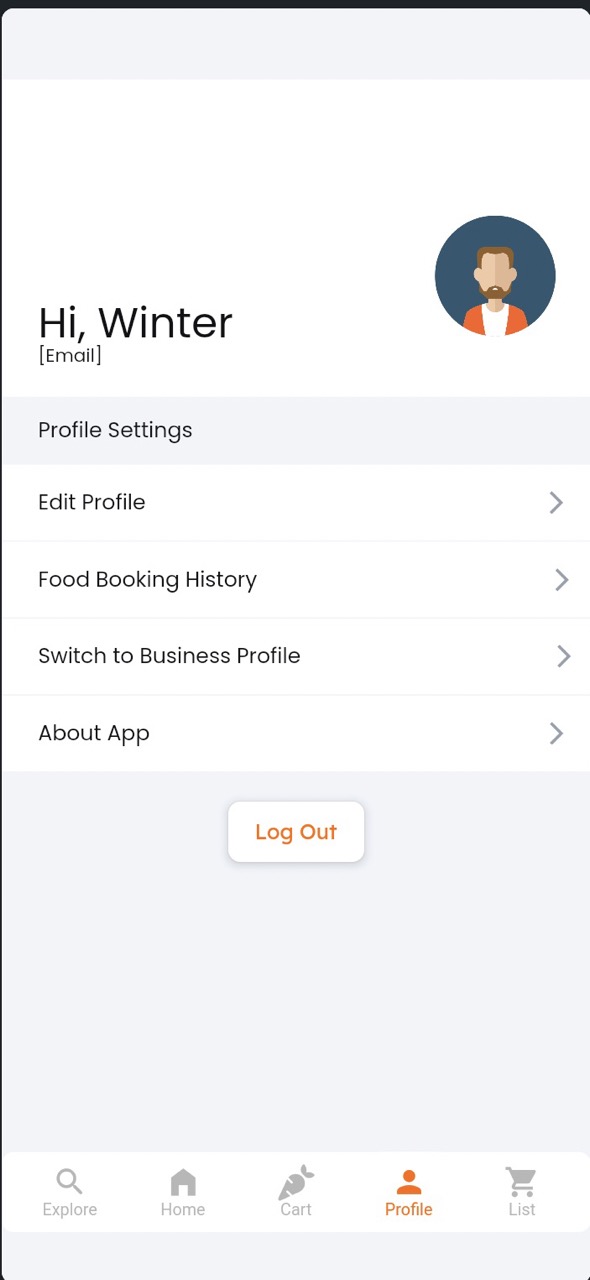 Hi, Winter
[Email]
Profile Settings
Edit Profile
Food Booking History
Switch to Business Profile
About App
Log Out
Explore Home Cart Profile List